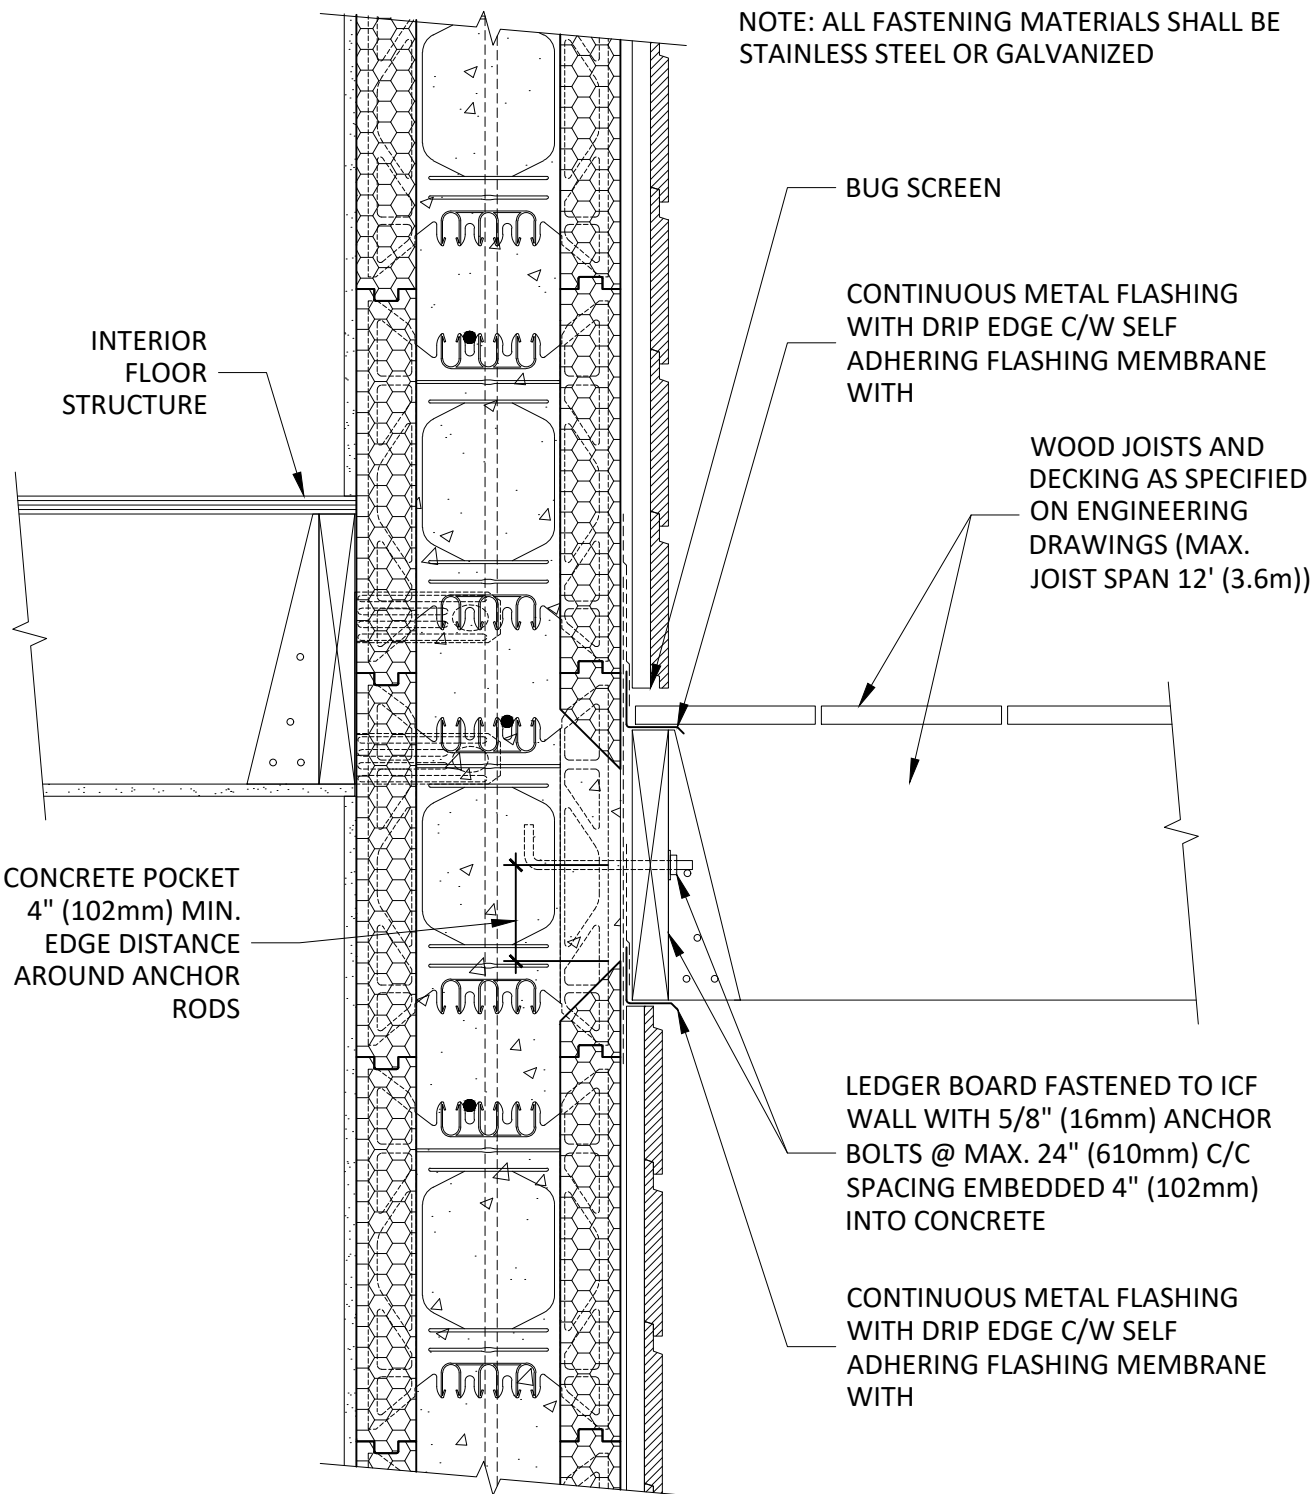 NOTE: ALL FASTENING MATERIALS SHALL BE
STAINLESS STEEL OR GALVANIZED
BUG SCREEN
CONTINUOUS METAL FLASHING
WITH DRIP EDGE C/W SELF
ADHERING FLASHING MEMBRANE
WITH
INTERIOR
FLOOR
STRUCTURE
WOOD JOISTS AND
DECKING AS SPECIFIED
ON ENGINEERING
DRAWINGS (MAX.
JOIST SPAN 12' (3.6m))
CONCRETE POCKET
4" (102mm) MIN.
EDGE DISTANCE
AROUND ANCHOR
RODS
LEDGER BOARD FASTENED TO ICF
WALL WITH 5/8" (16mm) ANCHOR
BOLTS @ MAX. 24" (610mm) C/C
SPACING EMBEDDED 4" (102mm)
INTO CONCRETE
CONTINUOUS METAL FLASHING
WITH DRIP EDGE C/W SELF
ADHERING FLASHING MEMBRANE
WITH